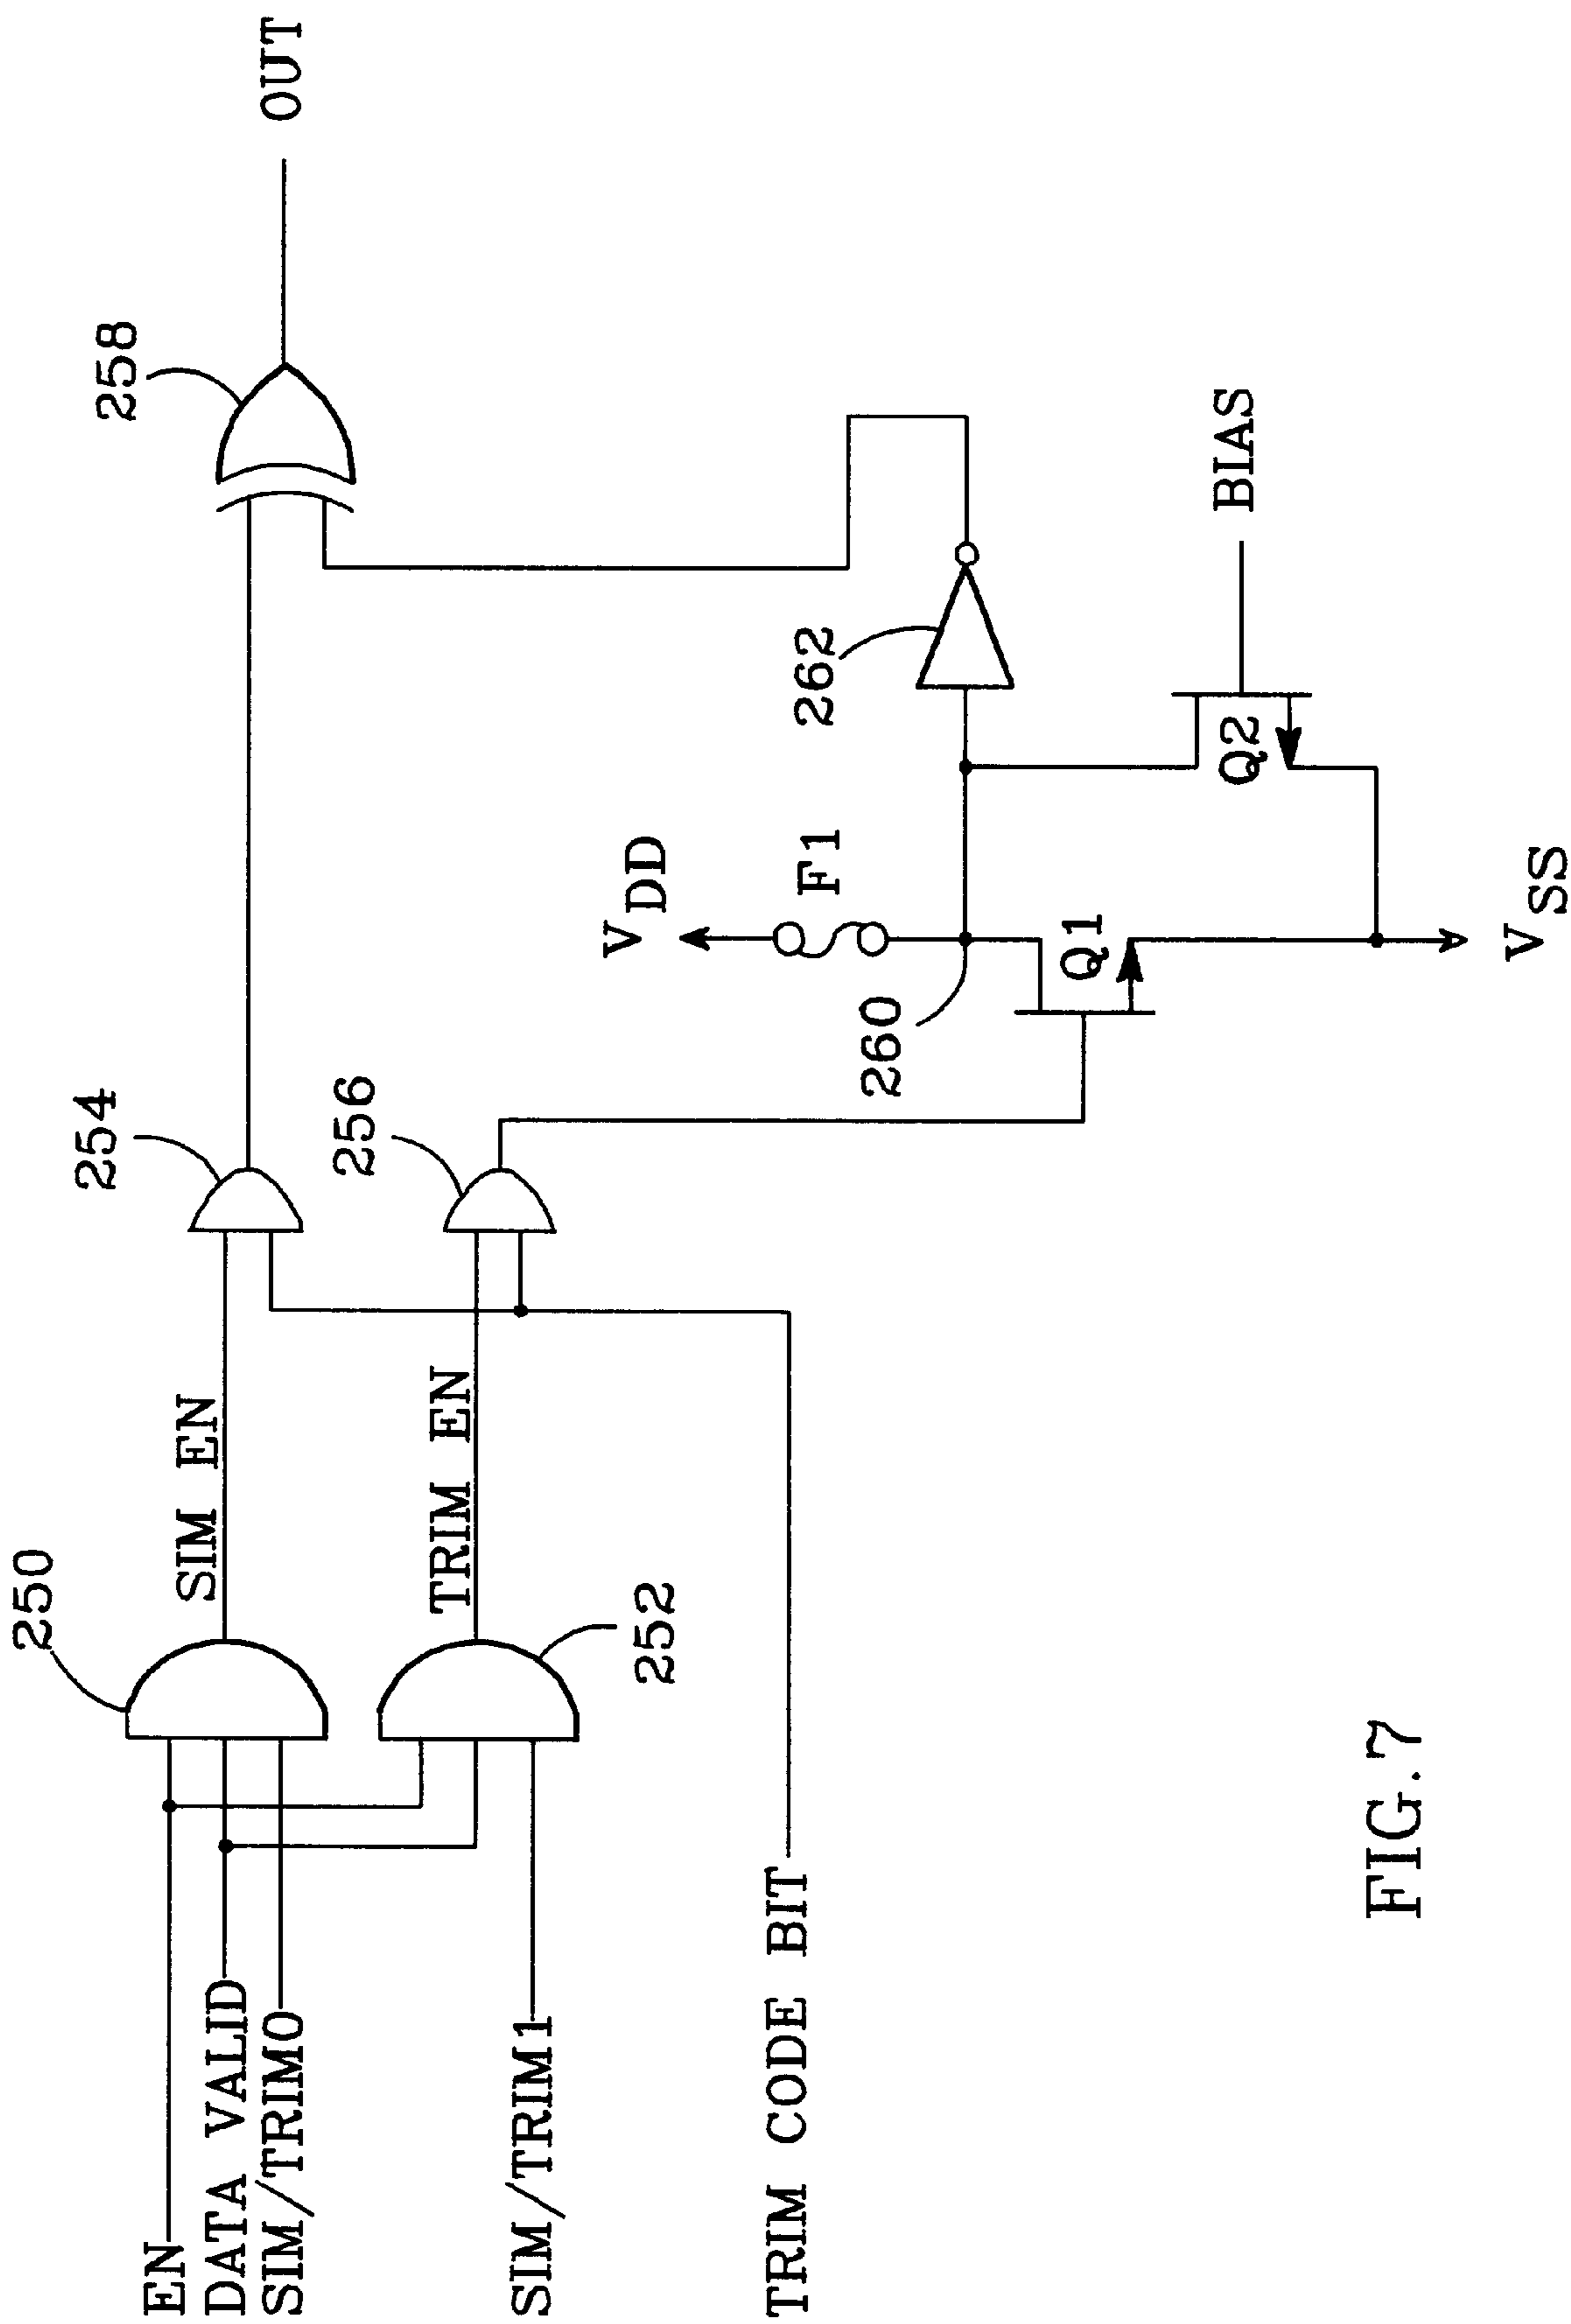 250
SIM EN
254
258
OUT
EN
DATA VALID
SIM/TRIM0
252
TRIM EN
256
SIM/TRIM1
TRIM CODE BIT
260
VDD
F1
262
Q1
Q2
BIAS
VSS
FIG.7